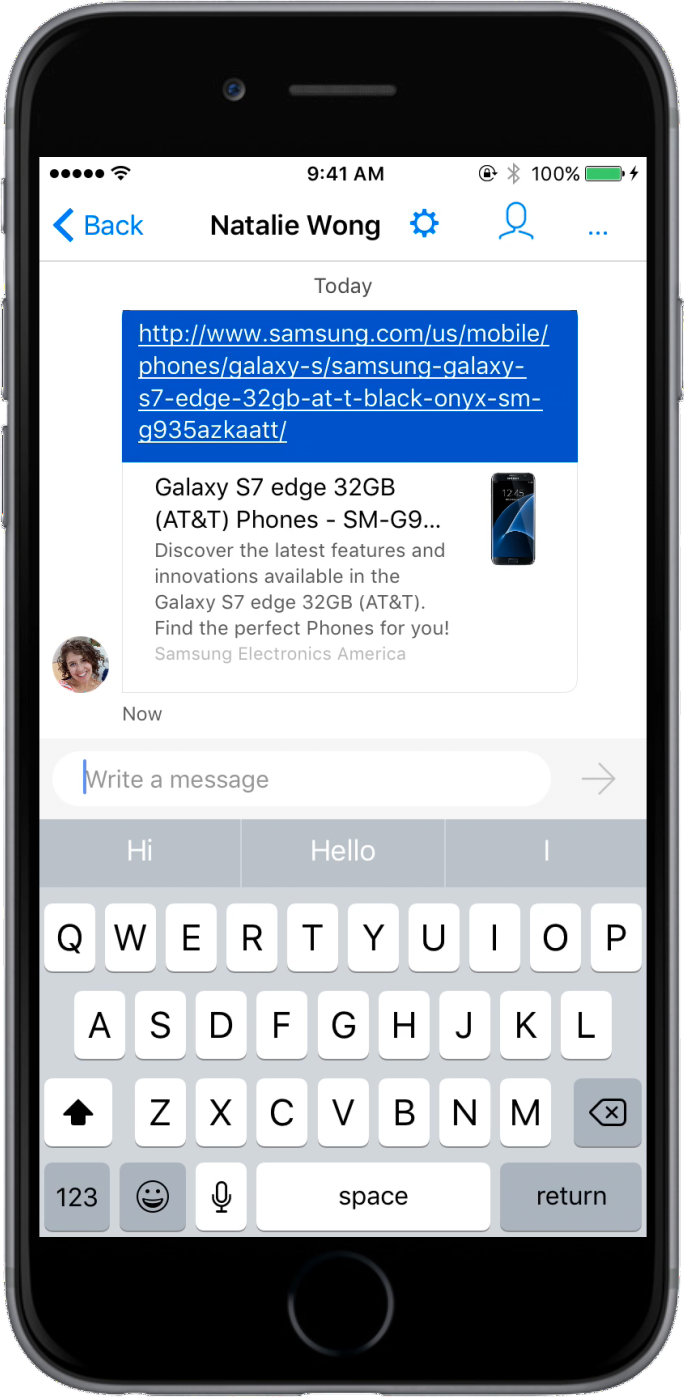 9:41 AM
100%
Back
Natalie Wong
...
Today
http://www.samsung.com/us/mobile/
phones/galaxy-s/samsung-galaxy-
s7-edge-32gb-at-t-black-onyx-sm-
g935azkaatt/
Galaxy S7 edge 32GB
(AT&T) Phones - SM-G9...
12:45
Discover the latest features and
innovations available in the
Galaxy S7 edge 32GB (AT&T).
Find the perfect Phones for you!
Samsung Electronics America
Now
Write a message
Hi
Hello
I
Q W E R T Y U I O P
A S D F G H J K L
Z X C V B N M
123
space
return